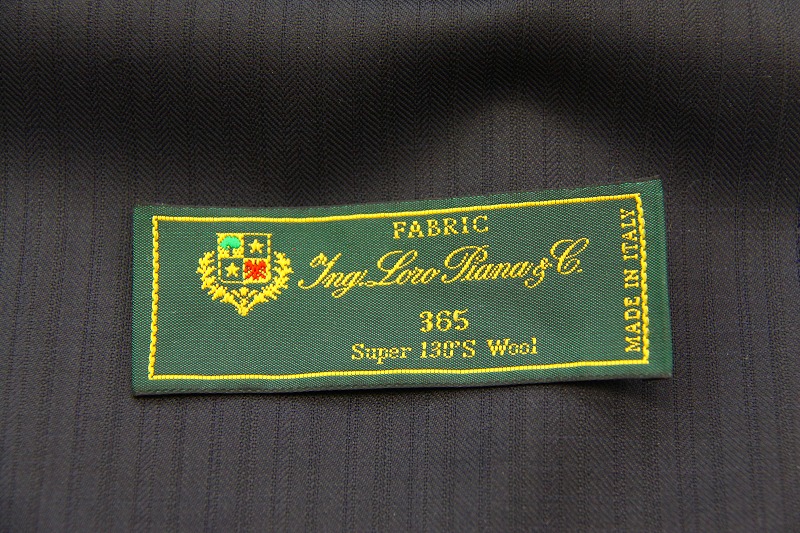 FABRIC
Ing. Loro Piana & C.
365
Super 130'S Wool
MADE IN ITALY